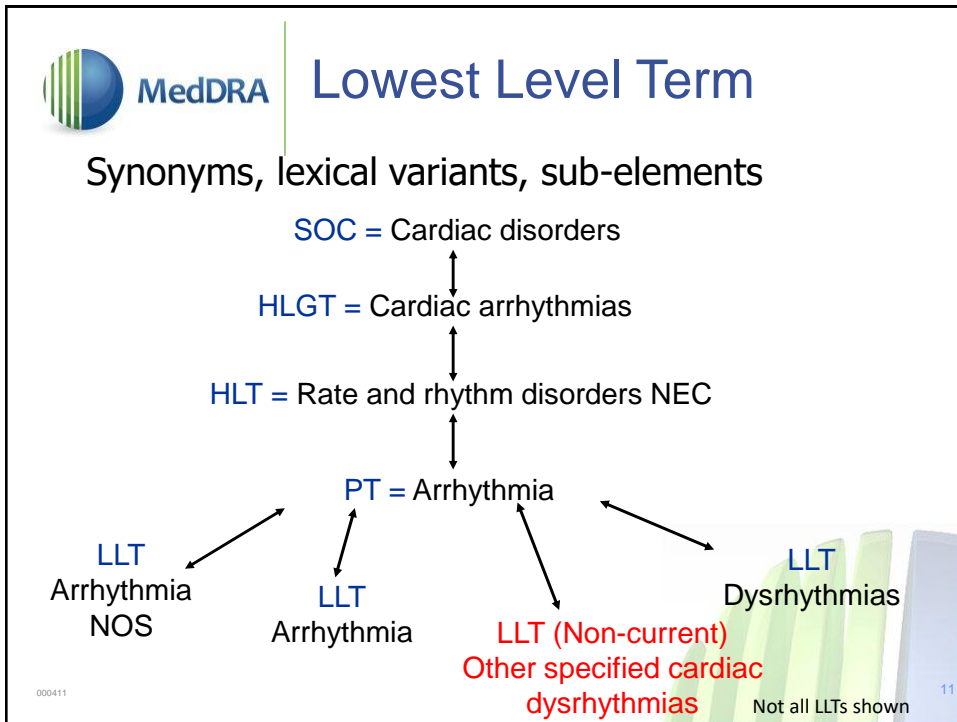 MedDRA
Lowest Level Term
Synonyms, lexical variants, sub-elements
SOC = Cardiac disorders
HLGT = Cardiac arrhythmias
HLT = Rate and rhythm disorders NEC
PT = Arrhythmia
LLT
Arrhythmia
NOS
LLT
Arrhythmia
LLT (Non-current)
Other specified cardiac
dysrhythmias
LLT
Dysrhythmias
000411
Not all LLTs shown
11